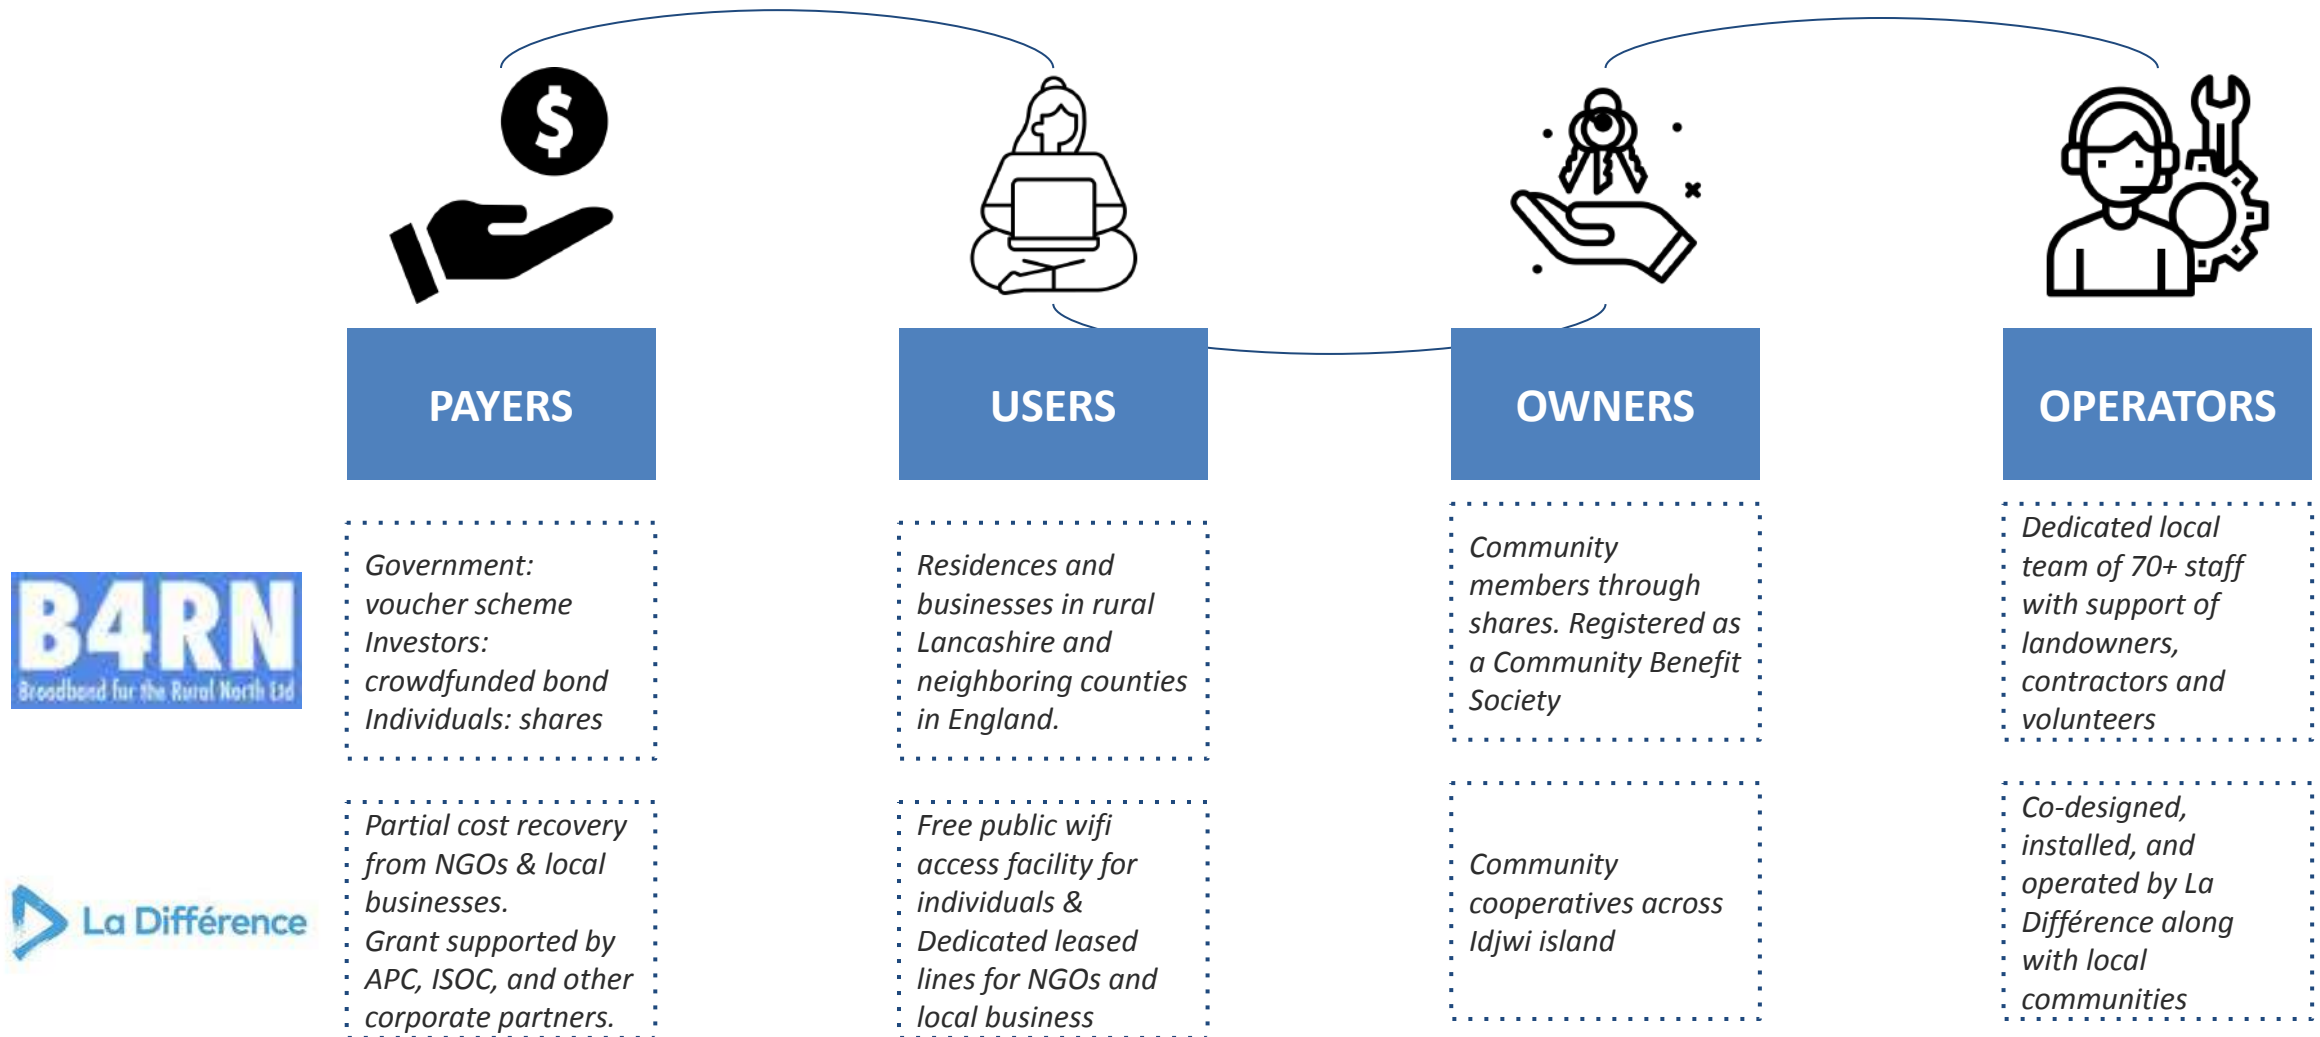 $
PAYERS
USERS
OWNERS
OPERATORS
B4RN
Broadband for the Rural North Ltd
Government:
voucher scheme
Investors:
crowdfunded bond
Individuals: shares
Residences and
businesses in rural
Lancashire and
neighboring counties
in England.
Community
members through
shares. Registered as
a Community Benefit
Society
Dedicated local
team of 70+ staff
with support of
landowners,
contractors and
volunteers
La Différence
Partial cost recovery
from NGOs & local
businesses.
Grant supported by
APC, ISOC, and other
corporate partners.
Free public wifi
access facility for
individuals &
Dedicated leased
lines for NGOs and
local business
Community
cooperatives across
Idjwi island
Co-designed,
installed, and
operated by La
Différence along
with local
communities